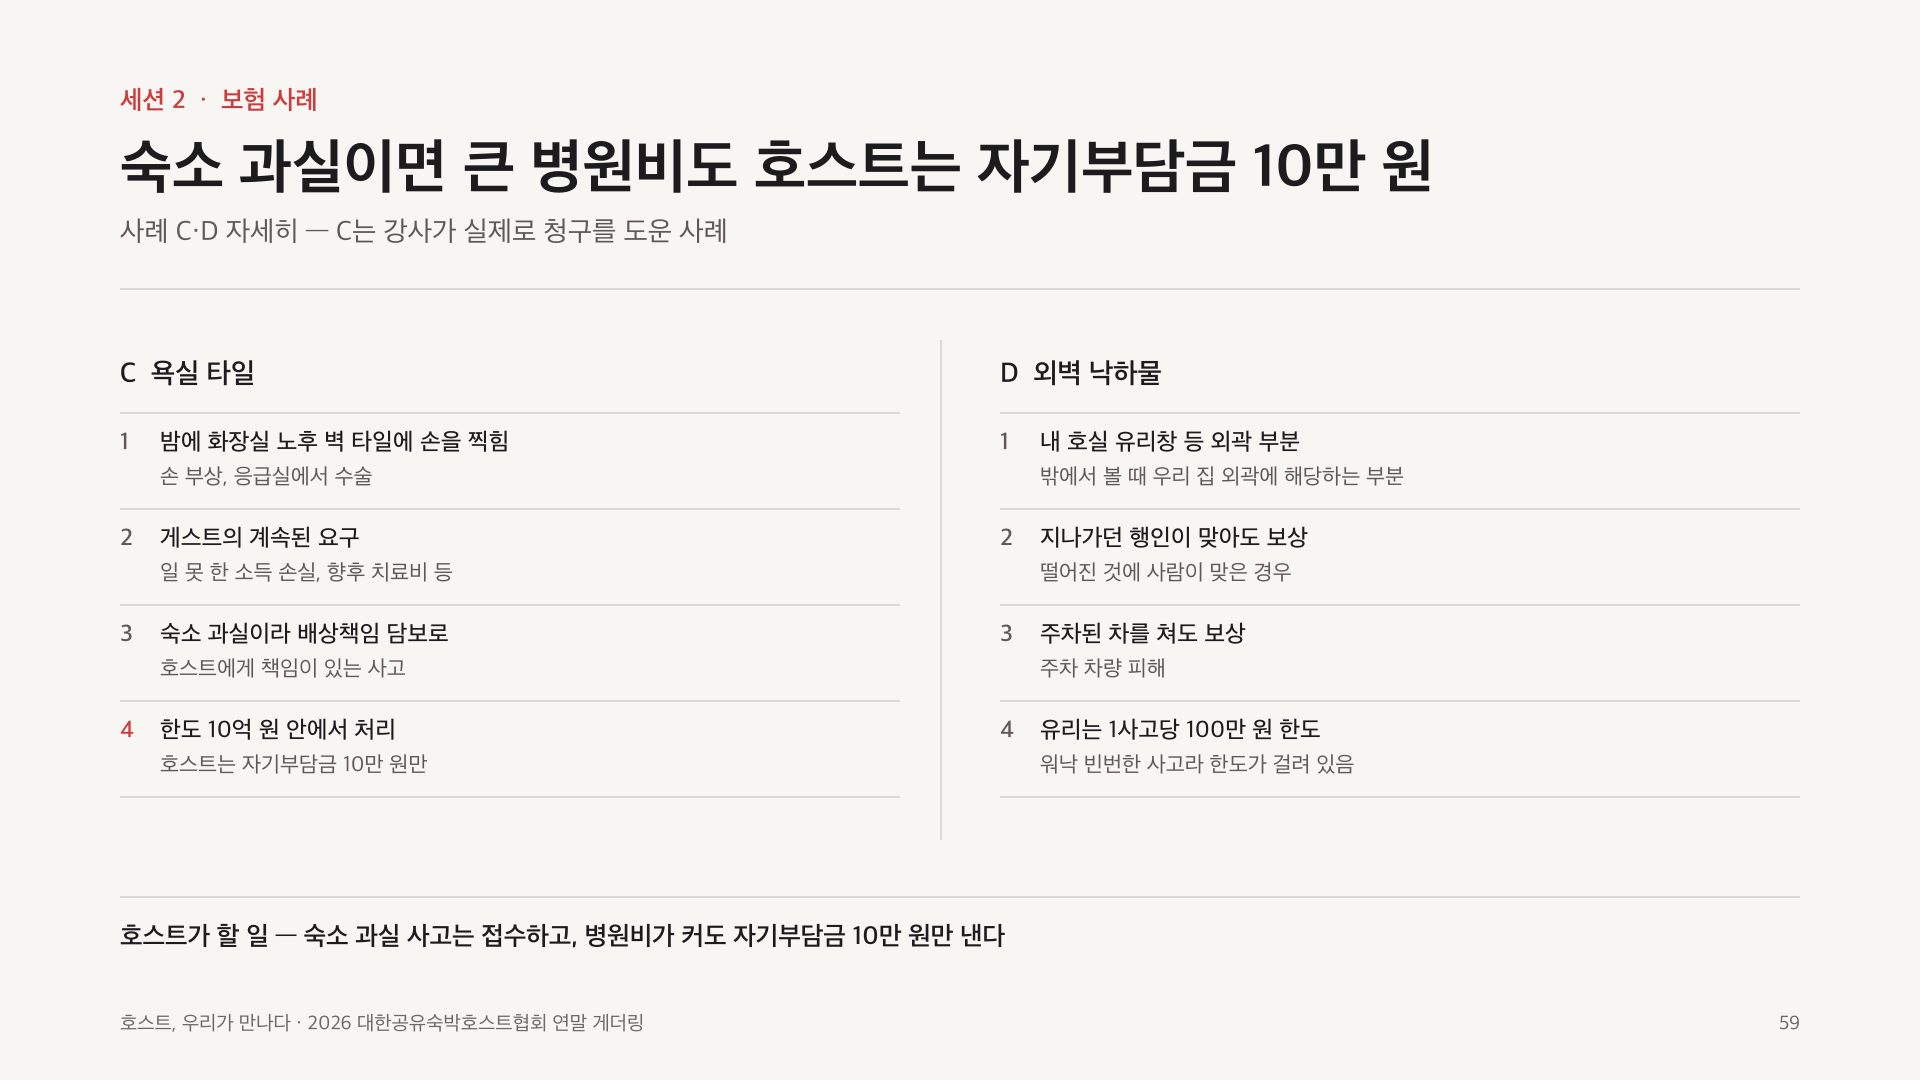 세션 2 · 보험 사례
숙소 과실이면 큰 병원비도 호스트는 자기부담금 10만 원
사례 C·D 자세히 — C는 강사가 실제로 청구를 도운 사례
C 욕실 타일
1 밤에 화장실 노후 벽 타일에 손을 찍힘
손 부상, 응급실에서 수술
2 게스트의 계속된 요구
일 못 한 소득 손실, 향후 치료비 등
3 숙소 과실이라 배상책임 담보로
호스트에게 책임이 있는 사고
4 한도 10억 원 안에서 처리
호스트는 자기부담금 10만 원만
D 외벽 낙하물
1 내 호실 유리창 등 외곽 부분
밖에서 볼 때 우리 집 외곽에 해당하는 부분
2 지나가던 행인이 맞아도 보상
떨어진 것에 사람이 맞은 경우
3 주차된 차를 쳐도 보상
주차 차량 피해
4 유리는 1사고당 100만 원 한도
워낙 빈번한 사고라 한도가 걸려 있음
호스트가 할 일 — 숙소 과실 사고는 접수하고, 병원비가 커도 자기부담금 10만 원만 낸다
호스트, 우리가 만나다 · 2026 대한공유숙박호스트협회 연말 게더링
59